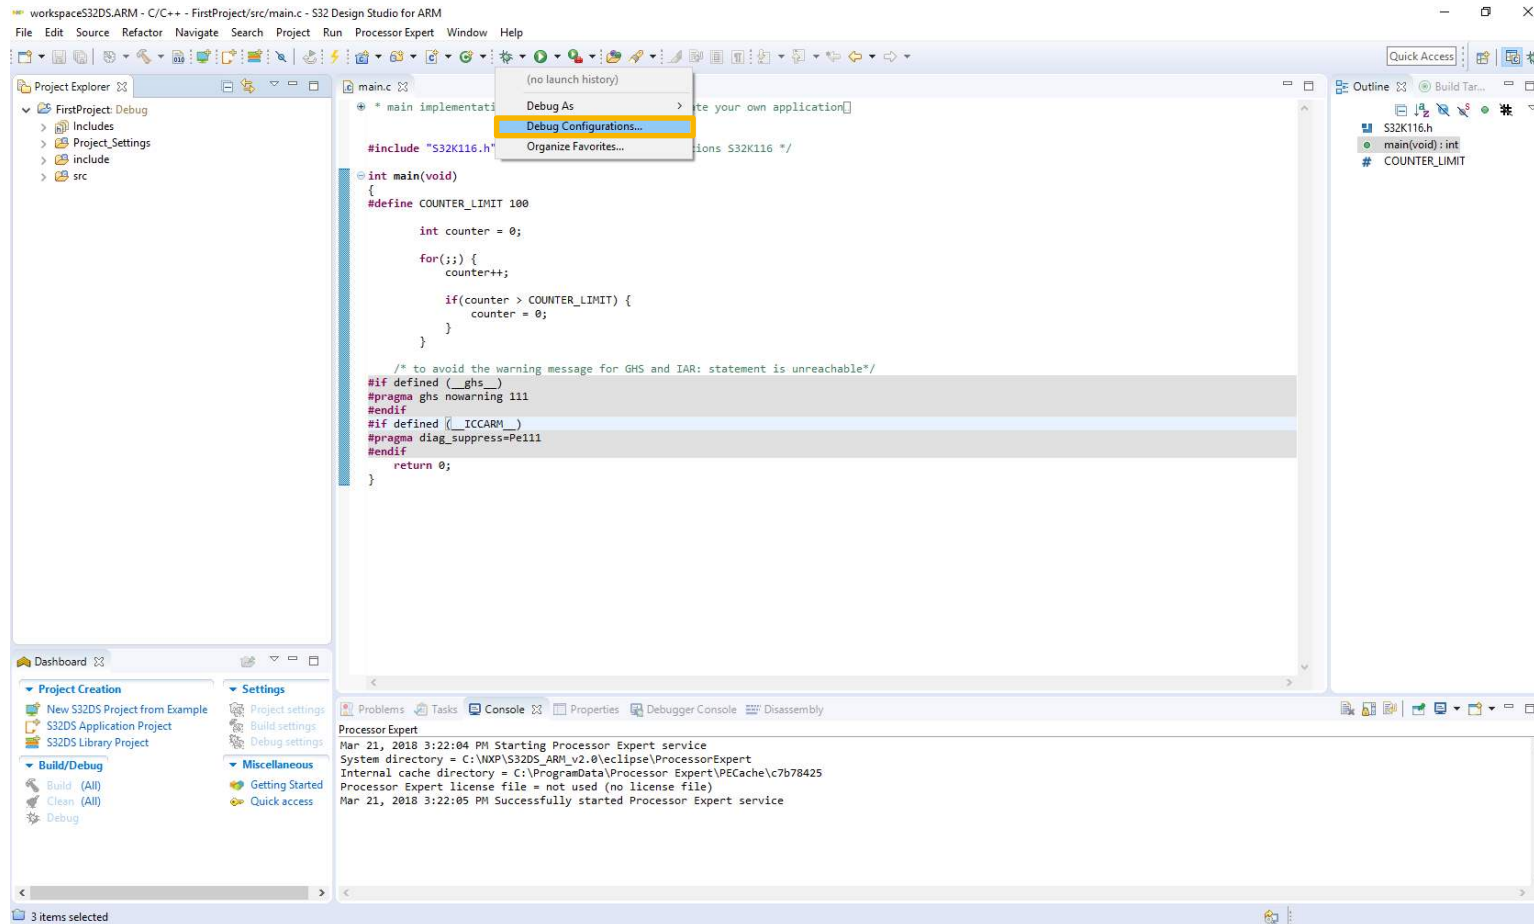 workspaceS32DS.ARM - C/C++ - FirstProject/src/main.c - S32 Design Studio for ARM
File Edit Source Refactor Navigate Search Project Run Processor Expert Window Help
Quick Access
Project Explorer
FirstProject: Debug
Includes
Project_Settings
include
src
main.c
(no launch history)
Debug As
Debug Configurations...
Organize Favorites...
* main implementati
te your own application
#include "S32K116.h"
ions S32K116 */
int main(void)
{
#define COUNTER_LIMIT 100
int counter = 0;
for(;;) {
counter++;
if(counter > COUNTER_LIMIT) {
counter = 0;
}
}
/* to avoid the warning message for GHS and IAR: statement is unreachable*/
#if defined (__ghs__)
#pragma ghs nowarning 111
#endif
#if defined (__ICCARM__)
#pragma diag_suppress=Pe111
#endif
return 0;
}
Outline Build Tar...
S32K116.h
main(void) : int
COUNTER_LIMIT
Dashboard
Project Creation
New S32DS Project from Example
S32DS Application Project
S32DS Library Project
Build/Debug
Build (All)
Clean (All)
Debug
Settings
Project settings
Build settings
Debug settings
Miscellaneous
Getting Started
Quick access
Problems Tasks Console Properties Debugger Console Disassembly
Processor Expert
Mar 21, 2018 3:22:04 PM Starting Processor Expert service
System directory = C:\NXP\S32DS_ARM_v2.0\eclipse\ProcessorExpert
Internal cache directory = C:\ProgramData\Processor Expert\PECache\c7b78425
Processor Expert license file = not used (no license file)
Mar 21, 2018 3:22:05 PM Successfully started Processor Expert service
3 items selected